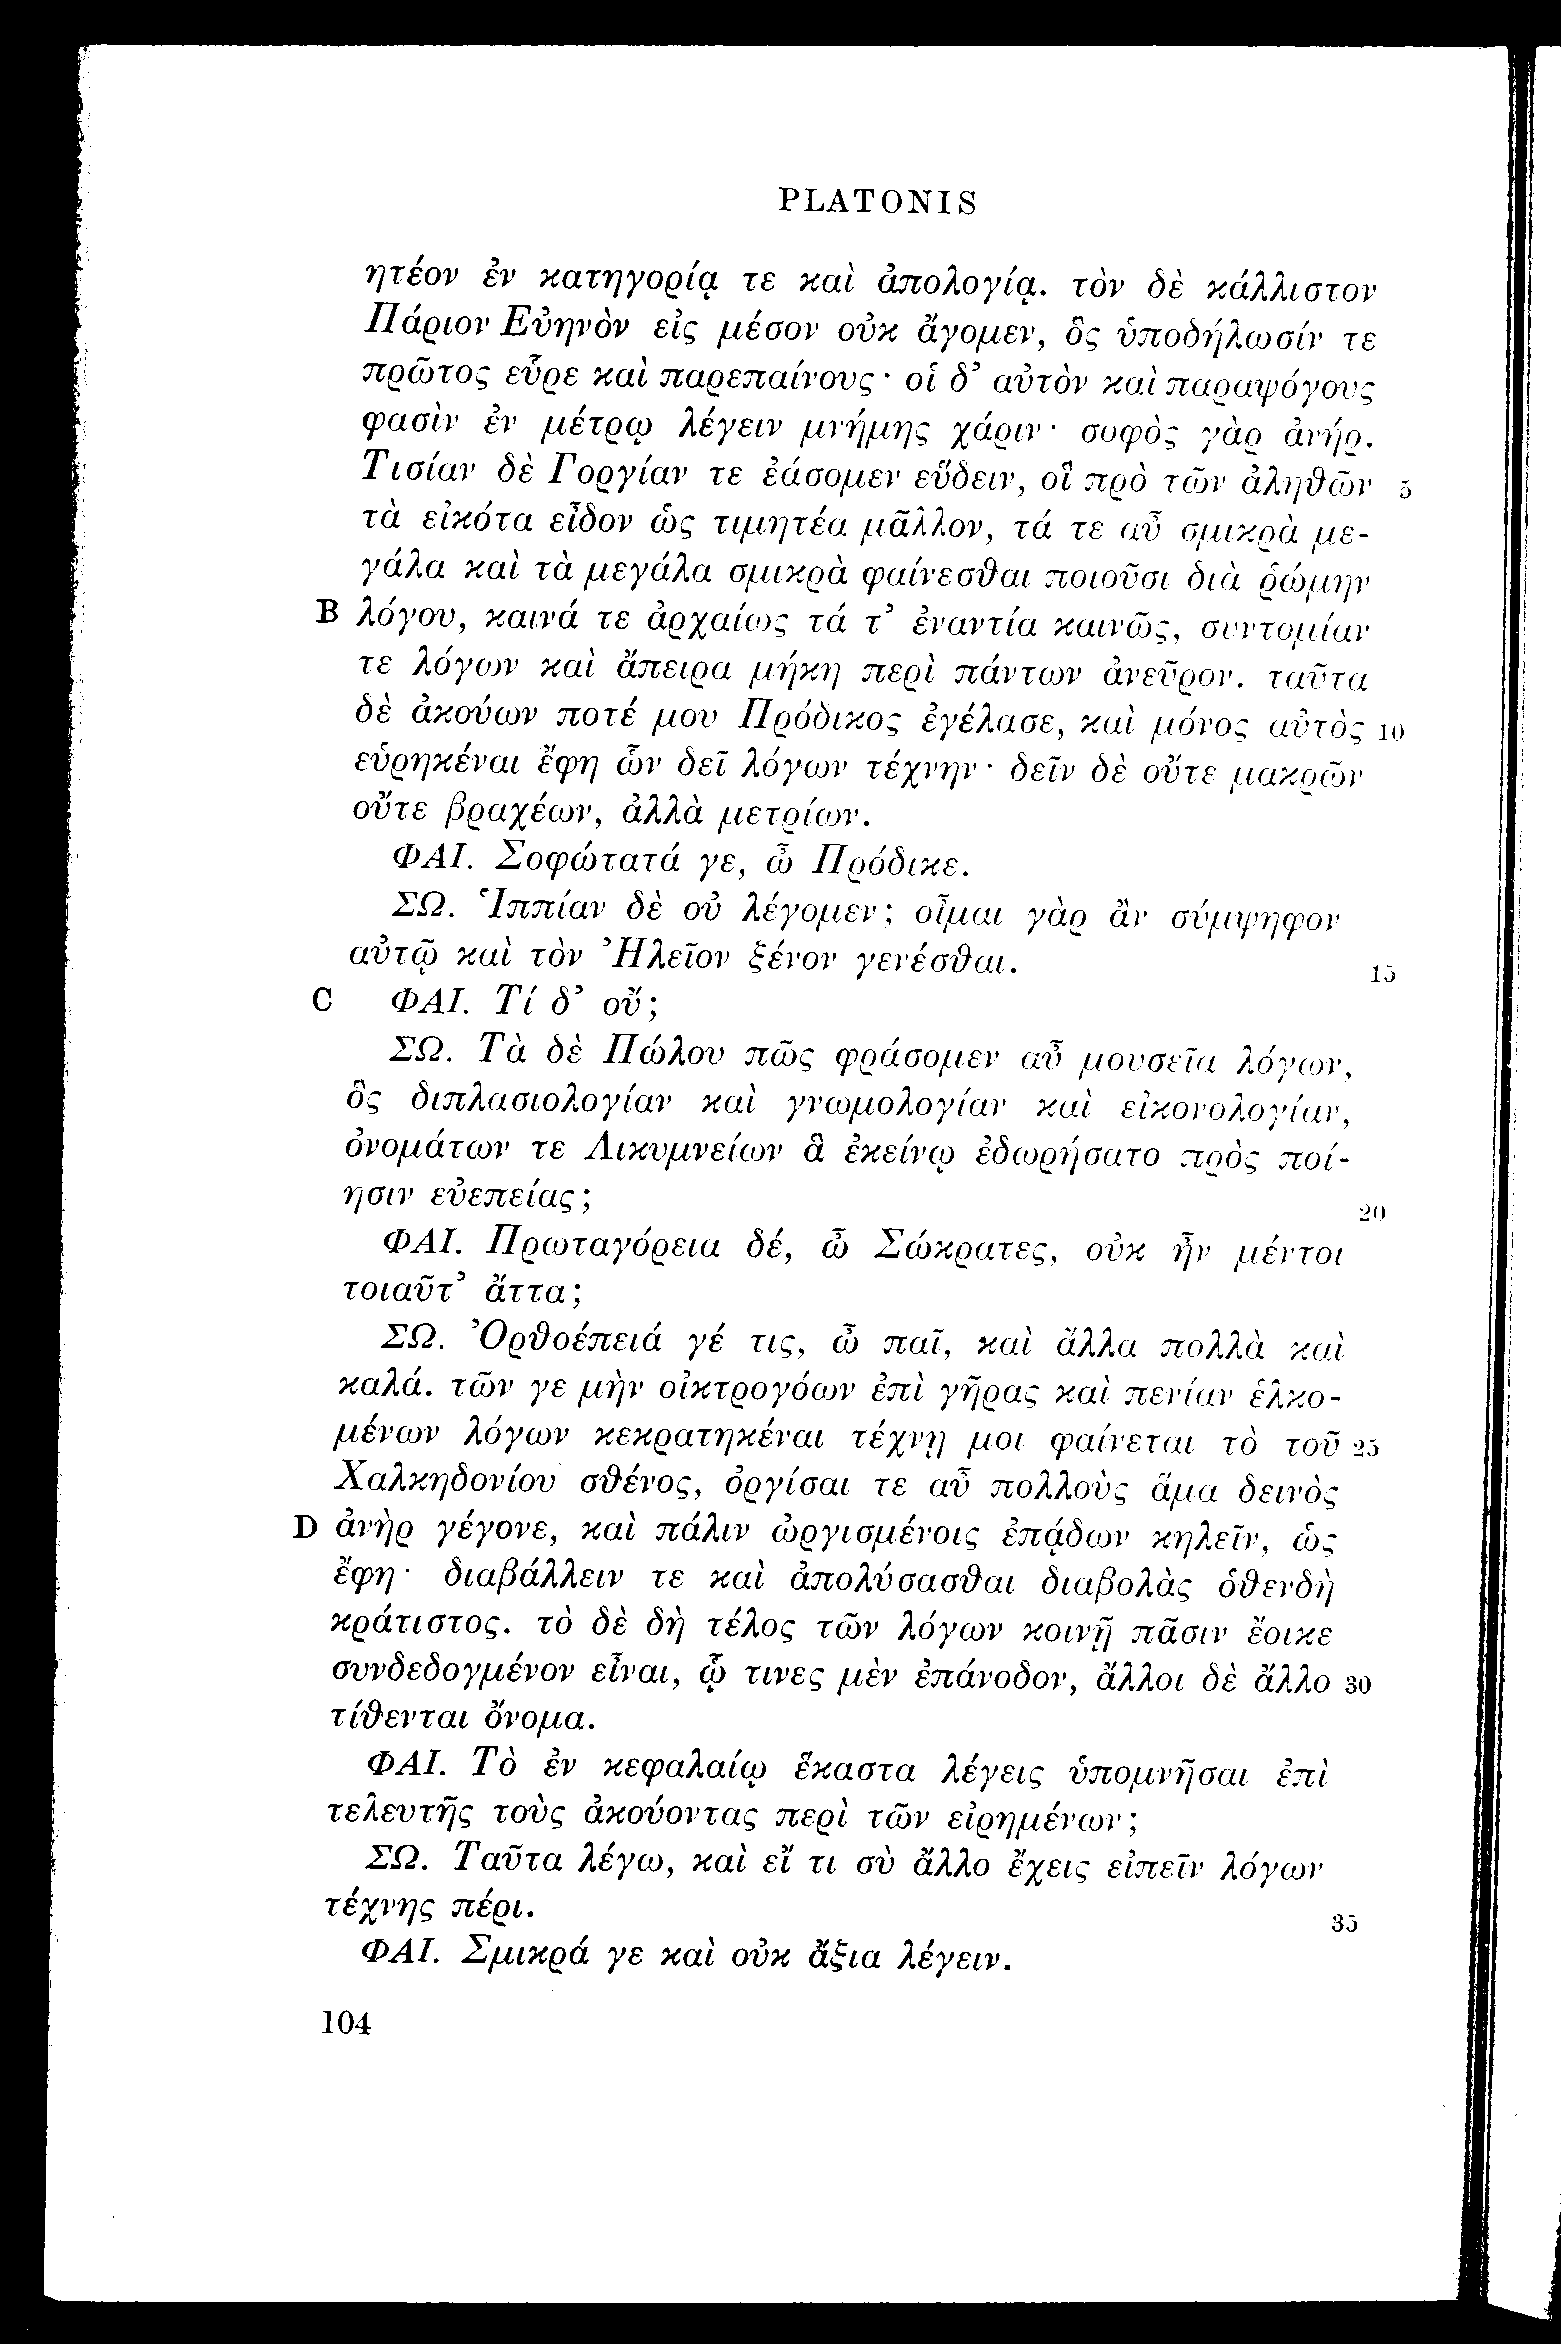 PLATONIS
ητέον ἐν κατηγορίᾳ τε καὶ ἀπολογίᾳ. τὸν δὲ κάλλιστον
Πάριον Εὐηνὸν εἰς μέσον οὐκ ἄγομεν, ὃς ὑποδήλωσίν τε
πρῶτος εὗρε καὶ παρεπαίνους· οἱ δ’ αὐτὸν καὶ παραψόγους
φασὶν ἐν μέτρῳ λέγειν μνήμης χάριν· σοφὸς γὰρ ἀνήρ.
Τισίαν δὲ Γοργίαν τε ἐάσομεν εὕδειν, οἳ πρὸ τῶν ἀληθῶν 5
τὰ εἰκότα εἶδον ὡς τιμητέα μᾶλλον, τά τε αὖ σμικρὰ με-
γάλα καὶ τὰ μεγάλα σμικρὰ φαίνεσθαι ποιοῦσι διὰ ῥώμην
B λόγου, καινά τε ἀρχαίως τά τ’ ἐναντία καινῶς, συντομίαν
τε λόγων καὶ ἄπειρα μήκη περὶ πάντων ἀνεῦρον. ταῦτα
δὲ ἀκούων ποτέ μου Πρόδικος ἐγέλασε, καὶ μόνος αὐτὸς 10
εὑρηκέναι ἔφη ὧν δεῖ λόγων τέχνην· δεῖν δὲ οὔτε μακρῶν
οὔτε βραχέων, ἀλλὰ μετρίων.
ΦΑΙ. Σοφώτατά γε, ὦ Πρόδικε.
ΣΩ. Ἱππίαν δὲ οὐ λέγομεν; οἶμαι γὰρ ἂν σύμψηφον
αὐτῷ καὶ τὸν Ἠλεῖον ξένον γενέσθαι. 15
C ΦΑΙ. Τί δ’ οὔ;
ΣΩ. Τὰ δὲ Πώλου πῶς φράσομεν αὖ μουσεῖα λόγων,
ὃς διπλασιολογίαν καὶ γνωμολογίαν καὶ εἰκονολογίαν,
ὀνομάτων τε Λικυμνείων ἃ ἐκείνῳ ἐδωρήσατο πρὸς ποί-
ησιν εὐεπείας; 20
ΦΑΙ. Πρωταγόρεια δέ, ὦ Σώκρατες, οὐκ ἦν μέντοι
τοιαῦτ’ ἄττα;
ΣΩ. Ὀρθοέπειά γέ τις, ὦ παῖ, καὶ ἄλλα πολλὰ καὶ
καλά. τῶν γε μὴν οἰκτρογόων ἐπὶ γῆρας καὶ πενίαν ἑλκο-
μένων λόγων κεκρατηκέναι τέχνῃ μοι φαίνεται τὸ τοῦ 25
Χαλκηδονίου σθένος, ὀργίσαι τε αὖ πολλοὺς ἅμα δεινὸς
D ἀνὴρ γέγονε, καὶ πάλιν ὠργισμένοις ἐπᾴδων κηλεῖν, ὡς
ἔφη· διαβάλλειν τε καὶ ἀπολύσασθαι διαβολὰς ὁθενδὴ
κράτιστος. τὸ δὲ δὴ τέλος τῶν λόγων κοινῇ πᾶσιν ἔοικε
συνδεδογμένον εἶναι, ᾧ τινες μὲν ἐπάνοδον, ἄλλοι δὲ ἄλλο 30
τίθενται ὄνομα.
ΦΑΙ. Τὸ ἐν κεφαλαίῳ ἕκαστα λέγεις ὑπομνῆσαι ἐπὶ
τελευτῆς τοὺς ἀκούοντας περὶ τῶν εἰρημένων;
ΣΩ. Ταῦτα λέγω, καὶ εἴ τι σὺ ἄλλο ἔχεις εἰπεῖν λόγων
τέχνης πέρι. 35
ΦΑΙ. Σμικρά γε καὶ οὐκ ἄξια λέγειν.
104